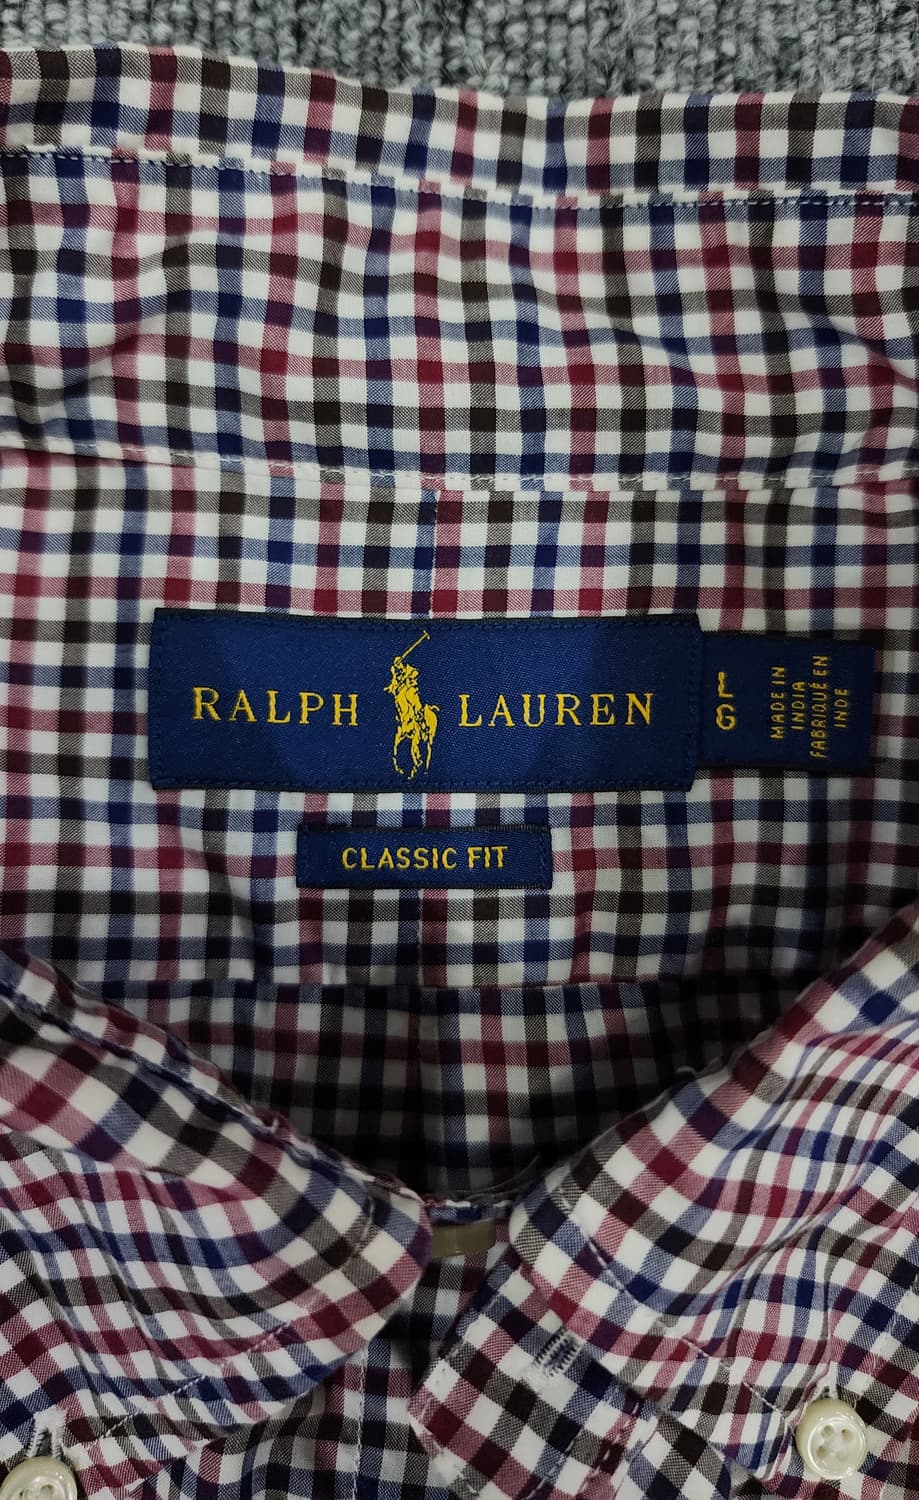 RALPH LAUREN
L
G
MADE IN
INDIA
FABRIQUÉ EN
INDE
CLASSIC FIT